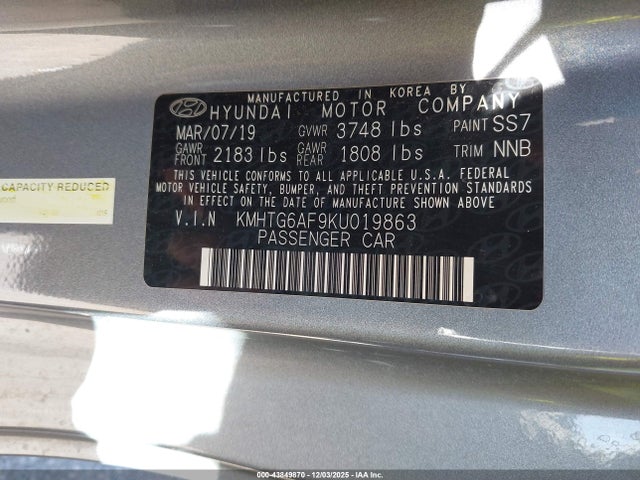 MANUFACTURED IN KOREA BY
HYUNDAI MOTOR COMPANY
MAR/07/19 GVWR 3748 lbs PAINT SS7
GAWR FRONT 2183 lbs GAWR REAR 1808 lbs TRIM NNB
THIS VEHICLE CONFORMS TO ALL APPLICABLE U.S.A. FEDERAL
MOTOR VEHICLE SAFETY, BUMPER, AND THEFT PREVENTION STANDARDS
IN EFFECT ON THE DATE OF MANUFACTURE SHOWN ABOVE.
V.I.N KMHTG6AF9KU019863
PASSENGER CAR
CAPACITY REDUCED
000-43849870 - 12/03/2025 - IAAI.COM